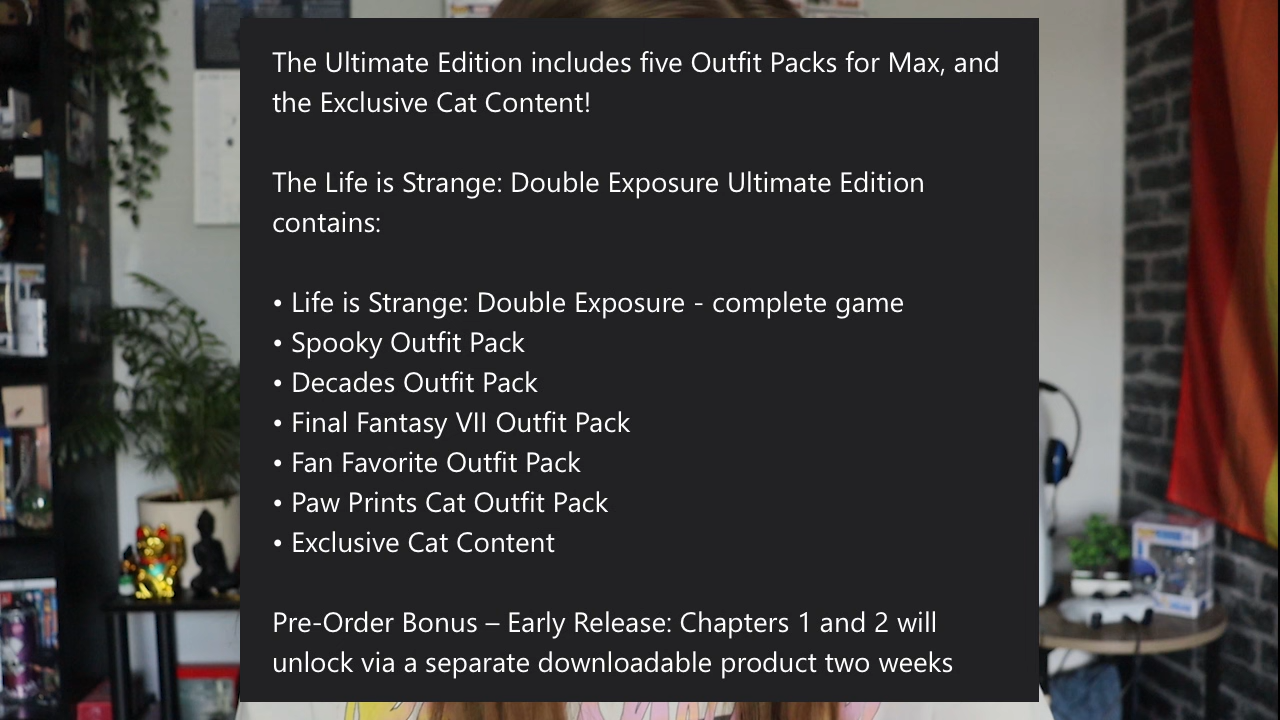 The Ultimate Edition includes five Outfit Packs for Max, and
the Exclusive Cat Content!
The Life is Strange: Double Exposure Ultimate Edition
contains:
• Life is Strange: Double Exposure - complete game
• Spooky Outfit Pack
• Decades Outfit Pack
• Final Fantasy VII Outfit Pack
• Fan Favorite Outfit Pack
• Paw Prints Cat Outfit Pack
• Exclusive Cat Content
Pre-Order Bonus – Early Release: Chapters 1 and 2 will
unlock via a separate downloadable product two weeks